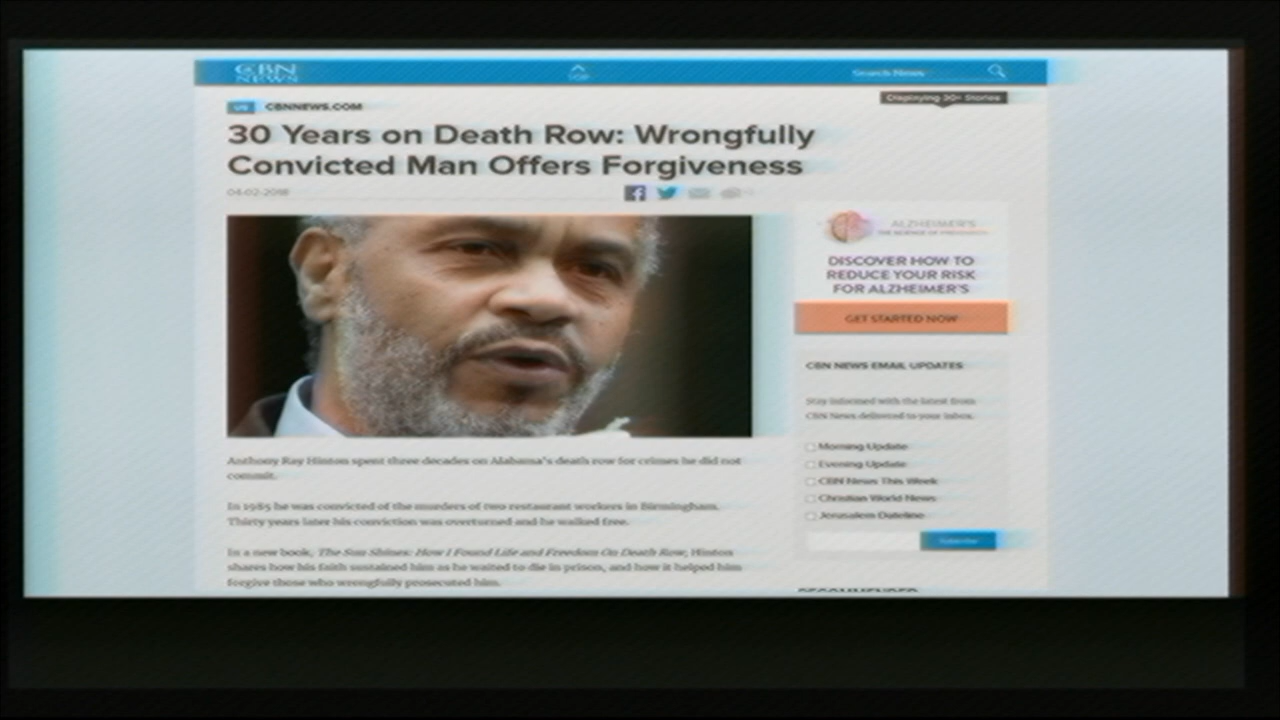 CBN
NEWS
TOP
Search News
Displaying 30+ Stories
US CBNNEWS.COM
30 Years on Death Row: Wrongfully
Convicted Man Offers Forgiveness
04-02-2018
ALZHEIMER'S
THE SCIENCE OF PREVENTION
DISCOVER HOW TO
REDUCE YOUR RISK
FOR ALZHEIMER'S
GET STARTED NOW
Anthony Ray Hinton spent three decades on Alabama's death row for crimes he did not
commit.
In 1985 he was convicted of the murders of two restaurant workers in Birmingham.
Thirty years later his conviction was overturned and he walked free.
In a new book, The Sun Shines: How I Found Life and Freedom On Death Row, Hinton
shares how his faith sustained him as he waited to die in prison, and how it helped him
forgive those who wrongfully prosecuted him.
CBN NEWS EMAIL UPDATES
Stay informed with the latest from
CBN News delivered to your inbox.
Morning Update
Evening Update
CBN News This Week
Christian World News
Jerusalem Dateline
Subscribe
RECOMMENDED